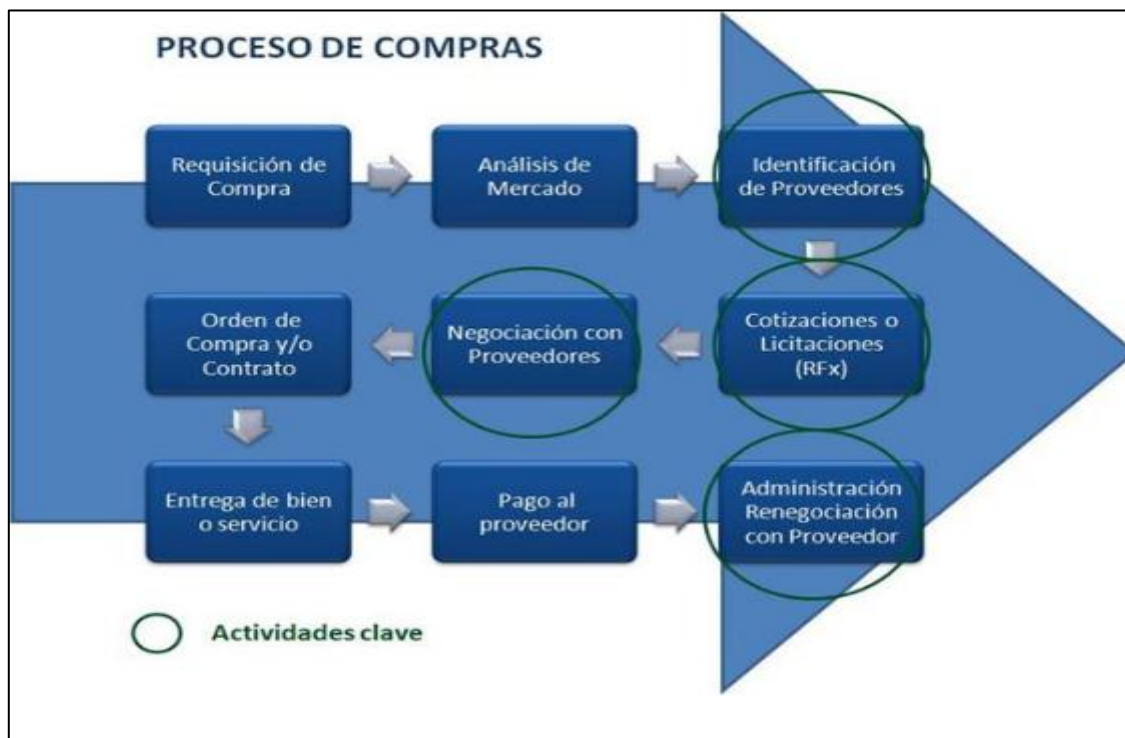 PROCESO DE COMPRAS
Requisición de
Compra
Análisis de
Mercado
Identificación
de Proveedores
Cotizaciones o
Licitaciones
(RFx)
Negociación con
Proveedores
Orden de
Compra y/o
Contrato
Entrega de bien
o servicio
Pago al
proveedor
Administración
Renegociación
con Proveedor
Actividades clave